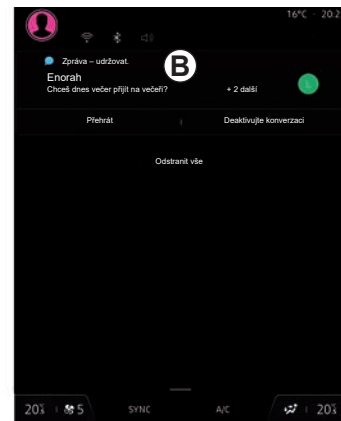 16°C 20:2
Zpráva – udržovat.
B
Enorah
Chceš dnes večer přijít na večeři?
+ 2 další
L
Přehrát
Deaktivujte konverzaci
Odstranit vše
20% 5 SYNC A/C 20%